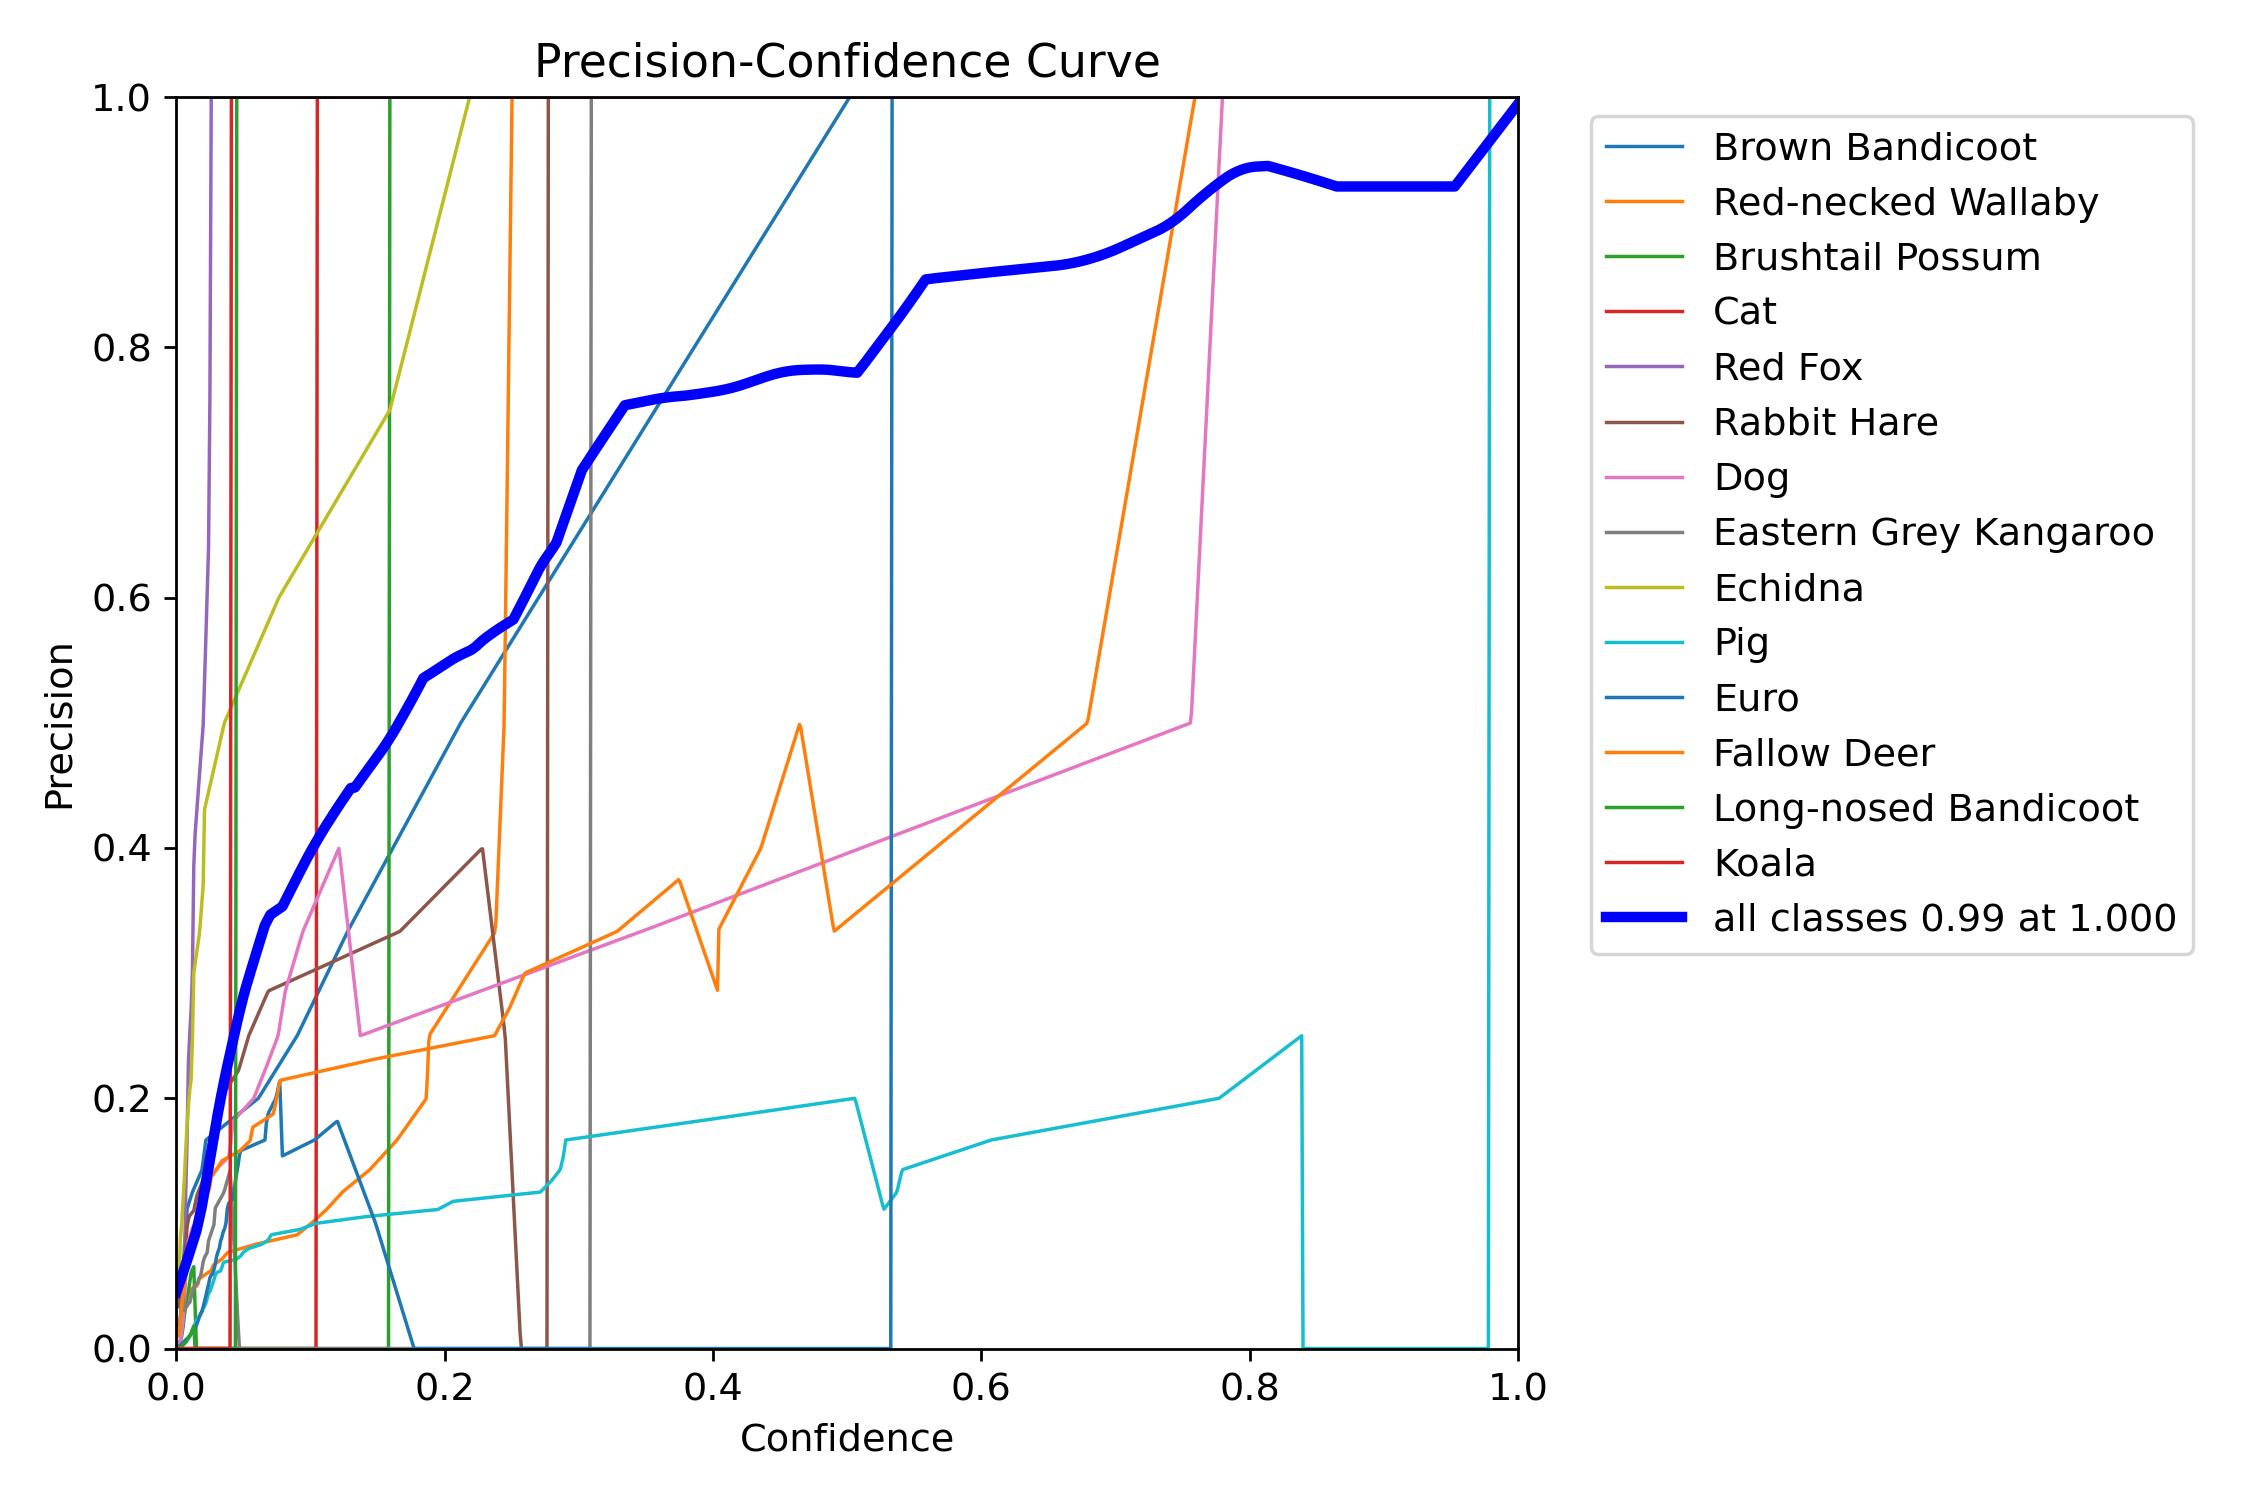 Precision-Confidence Curve
1.0
0.8
0.6
0.4
0.2
0.0
Precision
0.0 0.2 0.4 0.6 0.8 1.0
Confidence
Brown Bandicoot
Red-necked Wallaby
Brushtail Possum
Cat
Red Fox
Rabbit Hare
Dog
Eastern Grey Kangaroo
Echidna
Pig
Euro
Fallow Deer
Long-nosed Bandicoot
Koala
all classes 0.99 at 1.000